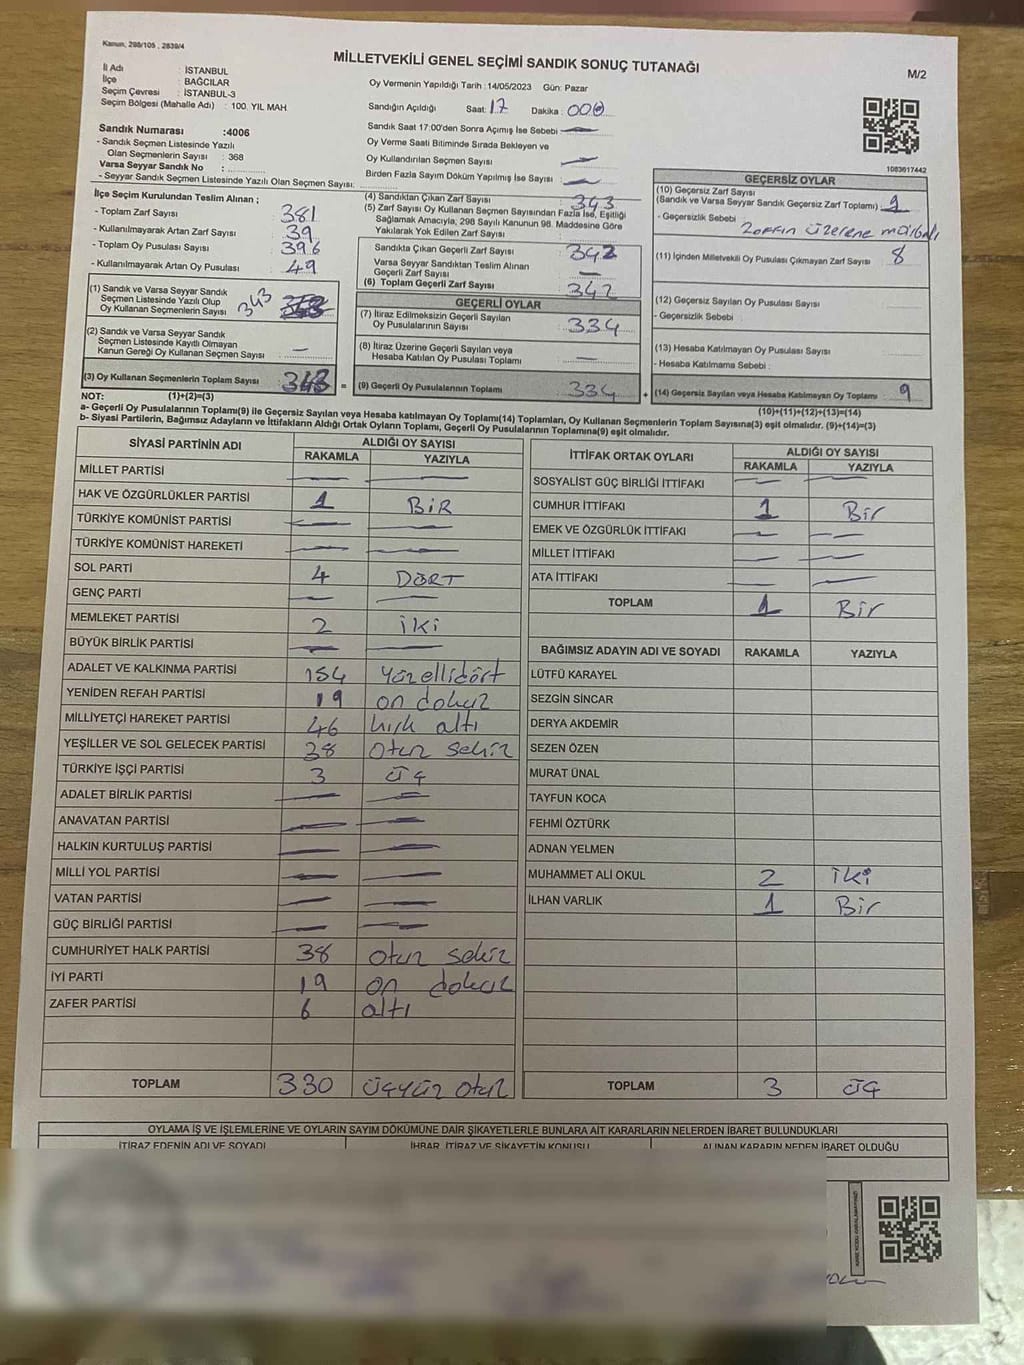 Kanun, 298/105 , 2839/4
MİLLETVEKİLİ GENEL SEÇİMİ SANDIK SONUÇ TUTANAĞI
M/2
İl Adı : İSTANBUL
İlçe : BAĞCILAR
Seçim Çevresi : İSTANBUL-3
Seçim Bölgesi (Mahalle Adı) : 100. YIL MAH.
Sandık Numarası :4006
- Sandık Seçmen Listesinde Yazılı
Olan Seçmenlerin Sayısı : 368
Varsa Seyyar Sandık No :
- Seyyar Sandık Seçmen Listesinde Yazılı Olan Seçmen Sayısı:
Oy Vermenin Yapıldığı Tarih : 14/05/2023 Gün: Pazar
Sandığın Açıldığı Saat: 17 Dakika : 00
Sandık Saat 17:00'den Sonra Açımış İse Sebebi —
Oy Verme Saati Bitiminde Sırada Bekleyen ve
Oy Kullandırılan Seçmen Sayısı —
Birden Fazla Sayım Döküm Yapılmış İse Sayısı : —
1083617442
İlçe Seçim Kurulundan Teslim Alınan ;
- Toplam Zarf Sayısı 381
- Kullanılmayarak Artan Zarf Sayısı 39
- Toplam Oy Pusulası Sayısı 396
- Kullanılmayarak Artan Oy Pusulası 49
(1) Sandık ve Varsa Seyyar Sandık
Seçmen Listesinde Yazılı Olup
Oy Kullanan Seçmenlerin Sayısı 343
(2) Sandık ve Varsa Seyyar Sandık
Seçmen Listesinde Kayıtlı Olmayan
Kanun Gereği Oy Kullanan Seçmen Sayısı —
(3) Oy Kullanan Seçmenlerin Toplam Sayısı 343
(4) Sandıktan Çıkan Zarf Sayısı 343
(5) Zarf Sayısı Oy Kullanan Seçmen Sayısından Fazla İse, Eşitliği
Sağlamak Amacıyla, 298 Sayılı Kanunun 98. Maddesine Göre
Yakılarak Yok Edilen Zarf Sayısı :
Sandıkta Çıkan Geçerli Zarf Sayısı 342
Varsa Seyyar Sandıktan Teslim Alınan
Geçerli Zarf Sayısı —
(6) Toplam Geçerli Zarf Sayısı : 342
GEÇERLİ OYLAR
(7) İtiraz Edilmeksizin Geçerli Sayılan
Oy Pusulalarının Sayısı 334
(8) İtiraz Üzerine Geçerli Sayılan veya
Hesaba Katılan Oy Pusulası Toplamı —
= (9) Geçerli Oy Pusulalarının Toplamı 334
GEÇERSİZ OYLAR
(10) Geçersiz Zarf Sayısı
(Sandık ve Varsa Seyyar Sandık Geçersiz Zarf Toplamı) 1
- Geçersizlik Sebebi : zarfın üzerine
(11) İçinden Milletvekili Oy Pusulası Çıkmayan Zarf Sayısı 8
(12) Geçersiz Sayılan Oy Pusulası Sayısı
- Geçersizlik Sebebi :
(13) Hesaba Katılmayan Oy Pusulası Sayısı
- Hesaba Katılmama Sebebi :
+ (14) Geçersiz Sayılan veya Hesaba Katılmayan Oy Toplamı 9
NOT: (1)+(2)=(3) (10)+(11)+(12)+(13)=(14)
a- Geçerli Oy Pusulalarının Toplamı(9) ile Geçersiz Sayılan veya Hesaba katılmayan Oy Toplamı(14) Toplamları, Oy Kullanan Seçmenlerin Toplam Sayısına(3) eşit olmalıdır. (9)+(14)=(3)
b- Siyasi Partilerin, Bağımsız Adayların ve İttifakların Aldığı Ortak Oyların Toplamı, Geçerli Oy Pusulalarının Toplamına(9) eşit olmalıdır.
SİYASİ PARTİNİN ADI ALDIĞI OY SAYISI
RAKAMLA YAZIYLA
MİLLET PARTİSİ — —
HAK VE ÖZGÜRLÜKLER PARTİSİ 1 BİR
TÜRKİYE KOMÜNİST PARTİSİ — —
TÜRKİYE KOMÜNİST HAREKETİ — —
SOL PARTİ 4 DÖRT
GENÇ PARTİ — —
MEMLEKET PARTİSİ 2 iki
BÜYÜK BİRLİK PARTİSİ — —
ADALET VE KALKINMA PARTİSİ 154 yüzellidört
YENİDEN REFAH PARTİSİ 19 on dokuz
MİLLİYETÇİ HAREKET PARTİSİ 46 kırk altı
YEŞİLLER VE SOL GELECEK PARTİSİ 38 otuz sekiz
TÜRKİYE İŞÇİ PARTİSİ 3 üç
ADALET BİRLİK PARTİSİ — —
ANAVATAN PARTİSİ — —
HALKIN KURTULUŞ PARTİSİ — —
MİLLİ YOL PARTİSİ — —
VATAN PARTİSİ — —
GÜÇ BİRLİĞİ PARTİSİ — —
CUMHURİYET HALK PARTİSİ 38 otuz sekiz
İYİ PARTİ 19 on dokuz
ZAFER PARTİSİ 6 altı
TOPLAM 330 üçyüz otuz
İTTİFAK ORTAK OYLARI ALDIĞI OY SAYISI
RAKAMLA YAZIYLA
SOSYALİST GÜÇ BİRLİĞİ İTTİFAKI — —
CUMHUR İTTİFAKI 1 Bir
EMEK VE ÖZGÜRLÜK İTTİFAKI — —
MİLLET İTTİFAKI — —
ATA İTTİFAKI — —
TOPLAM 1 Bir
BAĞIMSIZ ADAYIN ADI VE SOYADI RAKAMLA YAZIYLA
LÜTFÜ KARAYEL
SEZGİN SİNCAR
DERYA AKDEMİR
SEZEN ÖZEN
MURAT ÜNAL
TAYFUN KOCA
FEHMİ ÖZTÜRK
ADNAN YELMEN
MUHAMMET ALİ OKUL 2 iki
İLHAN VARLIK 1 Bir
TOPLAM 3 üç
OYLAMA İŞ VE İŞLEMLERİNE VE OYLARIN SAYIM DÖKÜMÜNE DAİR ŞİKAYETLERLE BUNLARA AİT KARARLARIN NELERDEN İBARET BULUNDUKLARI
İTİRAZ EDENİN ADI VE SOYADI İHBAR, İTİRAZ VE ŞİKAYETİN KONUSU ALINAN KARARIN NEDEN İBARET OLDUĞU